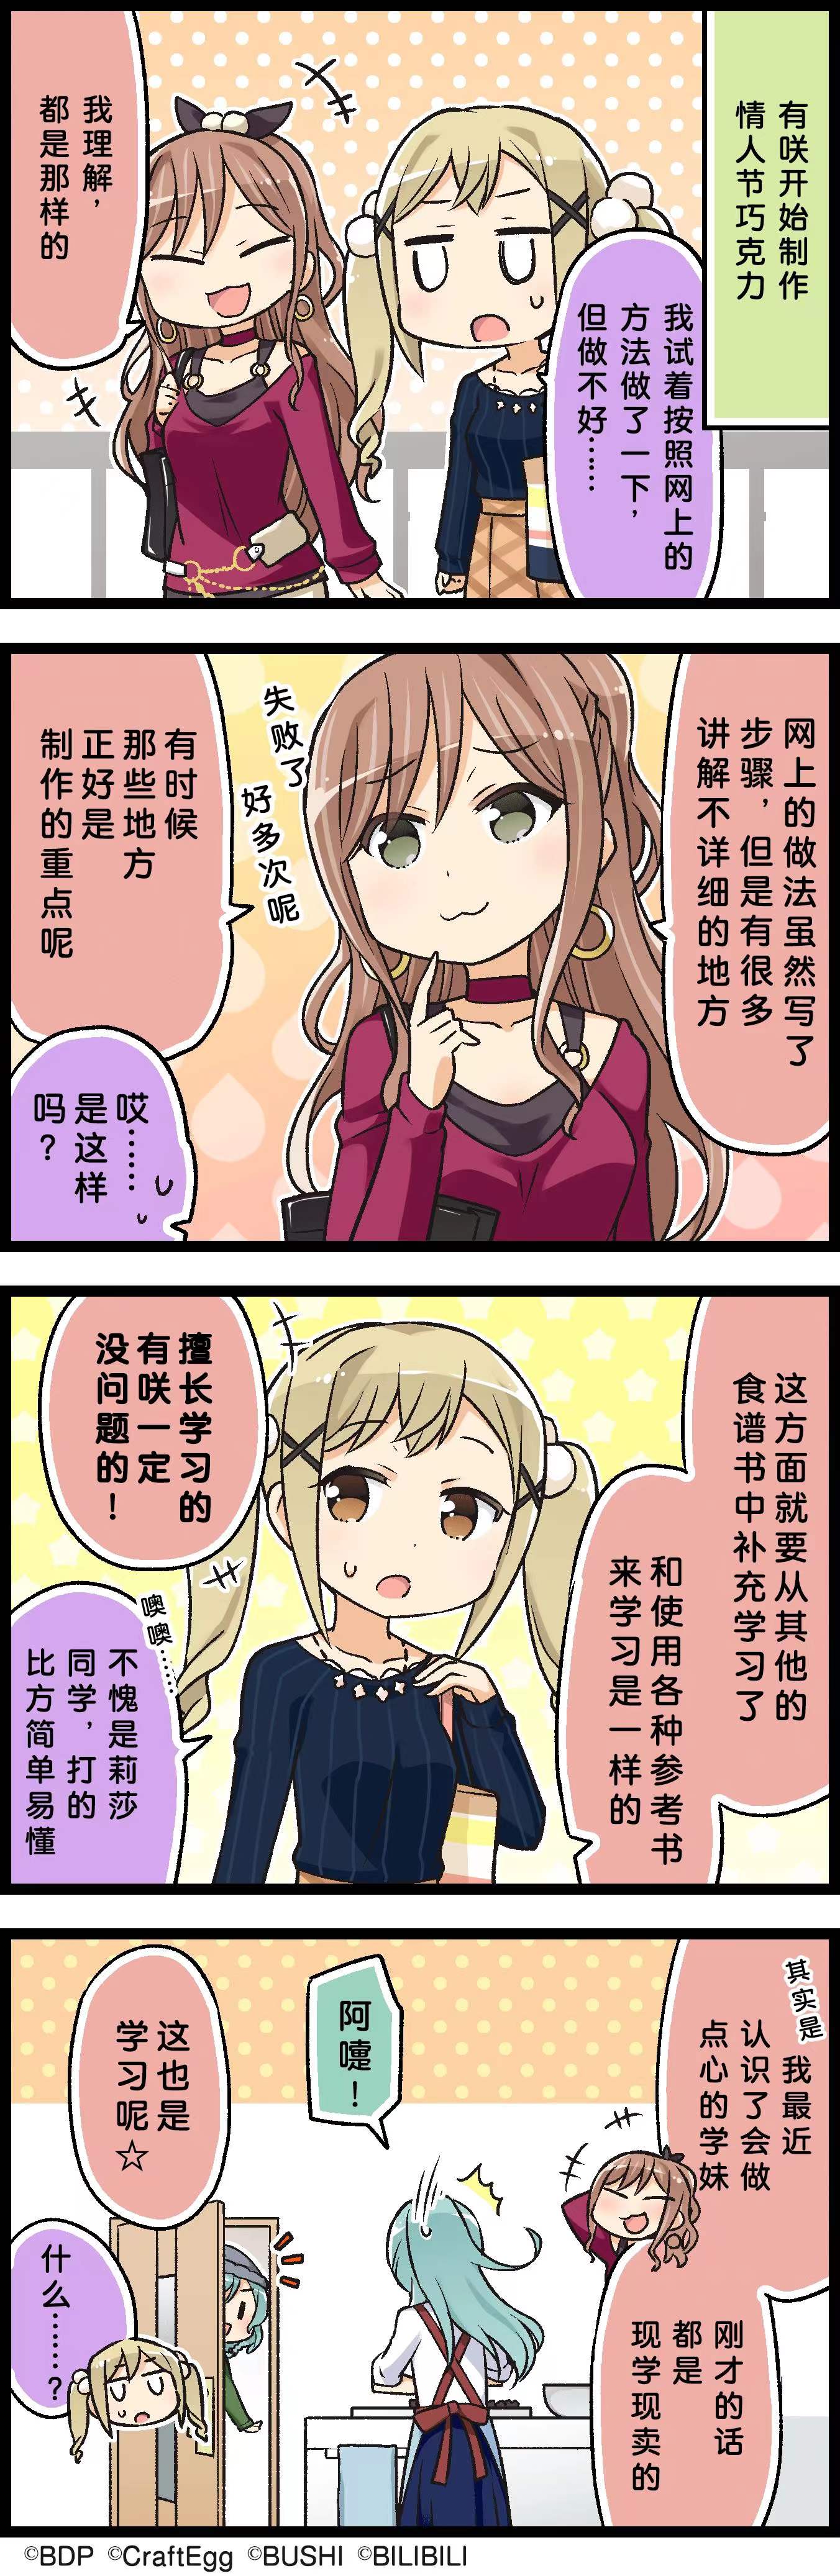 有咲开始制作
情人节巧克力
我试着按照网上的
方法做了一下，
但做不好……
我理解，
都是那样的
网上的做法虽然写了
步骤，但是有很多
讲解不详细的地方
失败了
好多次呢
有时候
那些地方
正好是
制作的重点呢
哎……
是这样
吗？
这方面就要从其他的
食谱书中补充学习了
和使用各种参考书
来学习是一样的
擅长学习的
有咲一定
没问题的！
噢噢……
不愧是莉莎
同学，打的
比方简单易懂
其实是
我最近
认识了会做
点心的学妹
刚才的话
都是
现学现卖的
阿嚏！
这也是
学习呢☆
什么……？
©BDP ©CraftEgg ©BUSHI ©BILIBILI